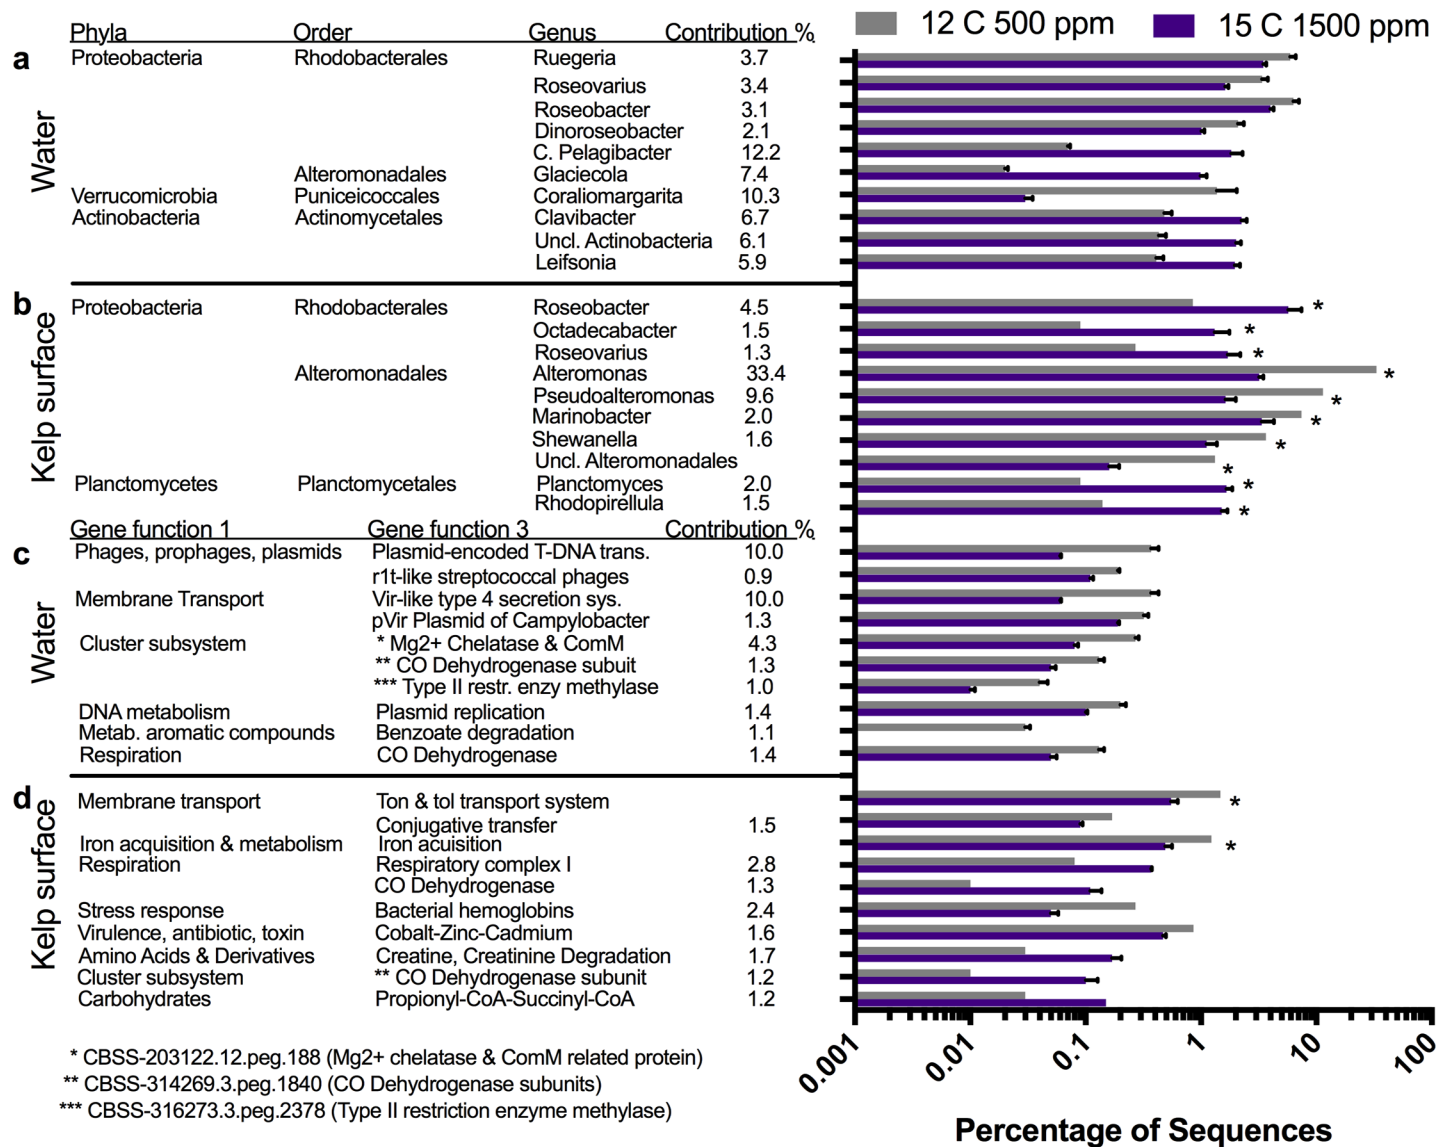 12 C 500 ppm 15 C 1500 ppm
Phyla Order Genus Contribution %
a
Water
Proteobacteria Rhodobacterales Ruegeria 3.7
Roseovarius 3.4
Roseobacter 3.1
Dinoroseobacter 2.1
C. Pelagibacter 12.2
Alteromonadales Glaciecola 7.4
Verrucomicrobia Puniceicoccales Coraliomargarita 10.3
Actinobacteria Actinomycetales Clavibacter 6.7
Uncl. Actinobacteria 6.1
Leifsonia 5.9
b
Kelp surface
Proteobacteria Rhodobacterales Roseobacter 4.5 *
Octadecabacter 1.5 *
Roseovarius 1.3 *
Alteromonadales Alteromonas 33.4 *
Pseudoalteromonas 9.6 *
Marinobacter 2.0 *
Shewanella 1.6 *
Uncl. Alteromonadales *
Planctomycetes Planctomycetales Planctomyces 2.0 *
Rhodopirellula 1.5 *
Gene function 1 Gene function 3 Contribution %
c
Water
Phages, prophages, plasmids Plasmid-encoded T-DNA trans. 10.0
r1t-like streptococcal phages 0.9
Membrane Transport Vir-like type 4 secretion sys. 10.0
pVir Plasmid of Campylobacter 1.3
Cluster subsystem * Mg2+ Chelatase & ComM 4.3
** CO Dehydrogenase subuit 1.3
*** Type II restr. enzy methylase 1.0
DNA metabolism Plasmid replication 1.4
Metab. aromatic compounds Benzoate degradation 1.1
Respiration CO Dehydrogenase 1.4
d
Kelp surface
Membrane transport Ton & tol transport system *
Conjugative transfer 1.5
Iron acquisition & metabolism Iron acuisition *
Respiration Respiratory complex I 2.8
CO Dehydrogenase 1.3
Stress response Bacterial hemoglobins 2.4
Virulence, antibiotic, toxin Cobalt-Zinc-Cadmium 1.6
Amino Acids & Derivatives Creatine, Creatinine Degradation 1.7
Cluster subsystem ** CO Dehydrogenase subunit 1.2
Carbohydrates Propionyl-CoA-Succinyl-CoA 1.2
0.001 0.01 0.1 1 10 100
Percentage of Sequences
* CBSS-203122.12.peg.188 (Mg2+ chelatase & ComM related protein)
** CBSS-314269.3.peg.1840 (CO Dehydrogenase subunits)
*** CBSS-316273.3.peg.2378 (Type II restriction enzyme methylase)